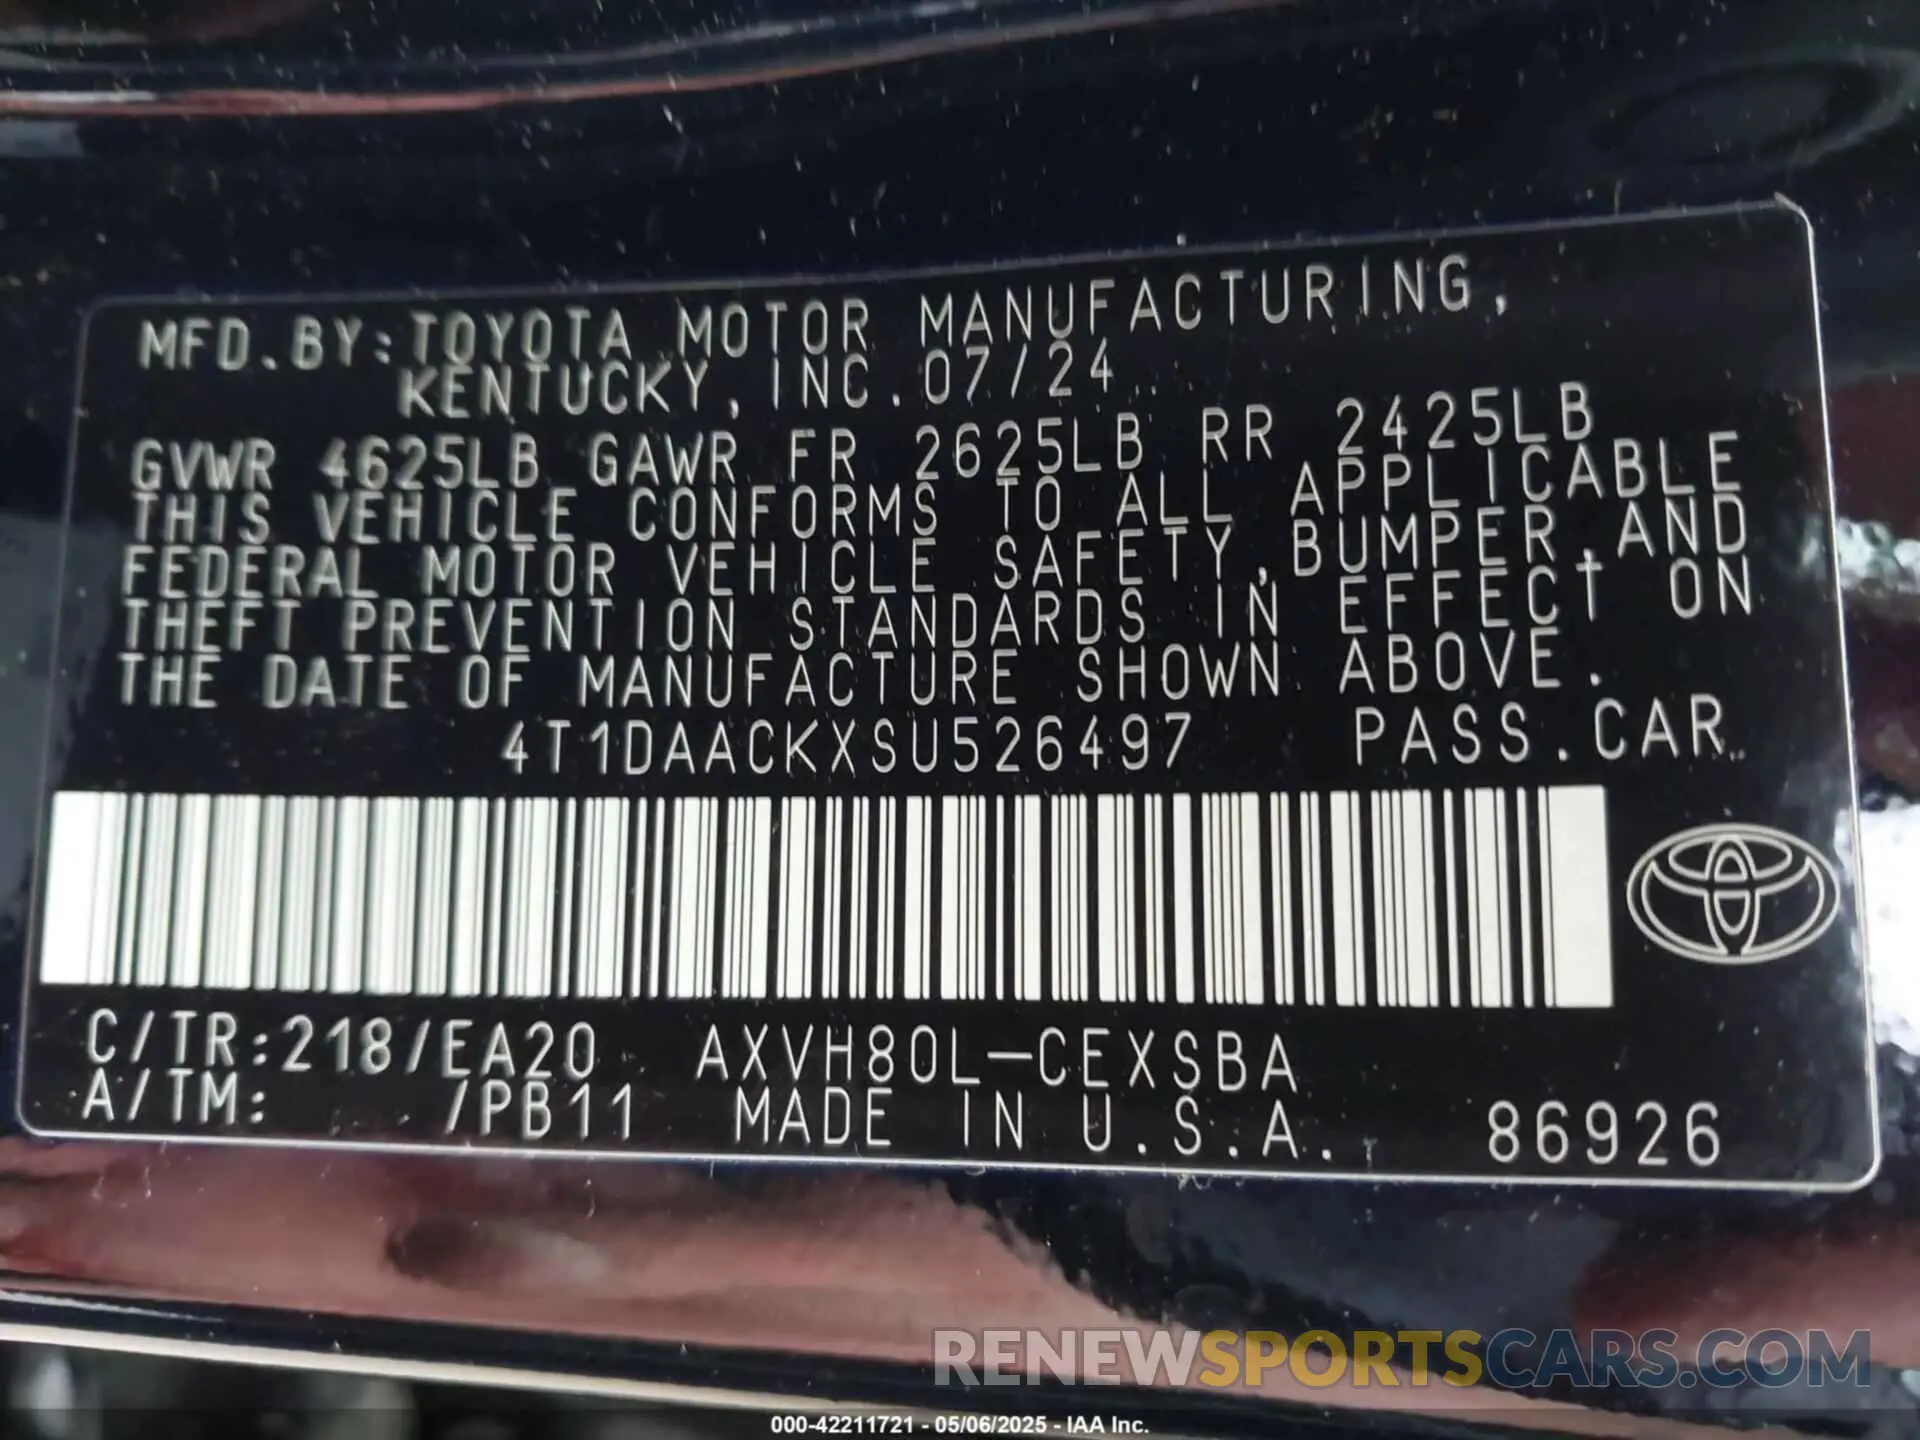 MFD.BY:TOYOTA MOTOR MANUFACTURING,
KENTUCKY, INC. 07/24
GVWR 4625LB GAWR FR 2625LB RR 2425LB
THIS VEHICLE CONFORMS TO ALL APPLICABLE
FEDERAL MOTOR VEHICLE SAFETY,BUMPER,AND
THEFT PREVENTION STANDARDS IN EFFECT ON
THE DATE OF MANUFACTURE SHOWN ABOVE.
4T1DAACKXSU526497 PASS.CAR
C/TR:218/EA20 AXVH80L-CEXSBA
A/TM: /PB11 MADE IN U.S.A. 86926
RENEWSPORTSCARS.COM
000-42211721 - 05/06/2025 - IAA Inc.